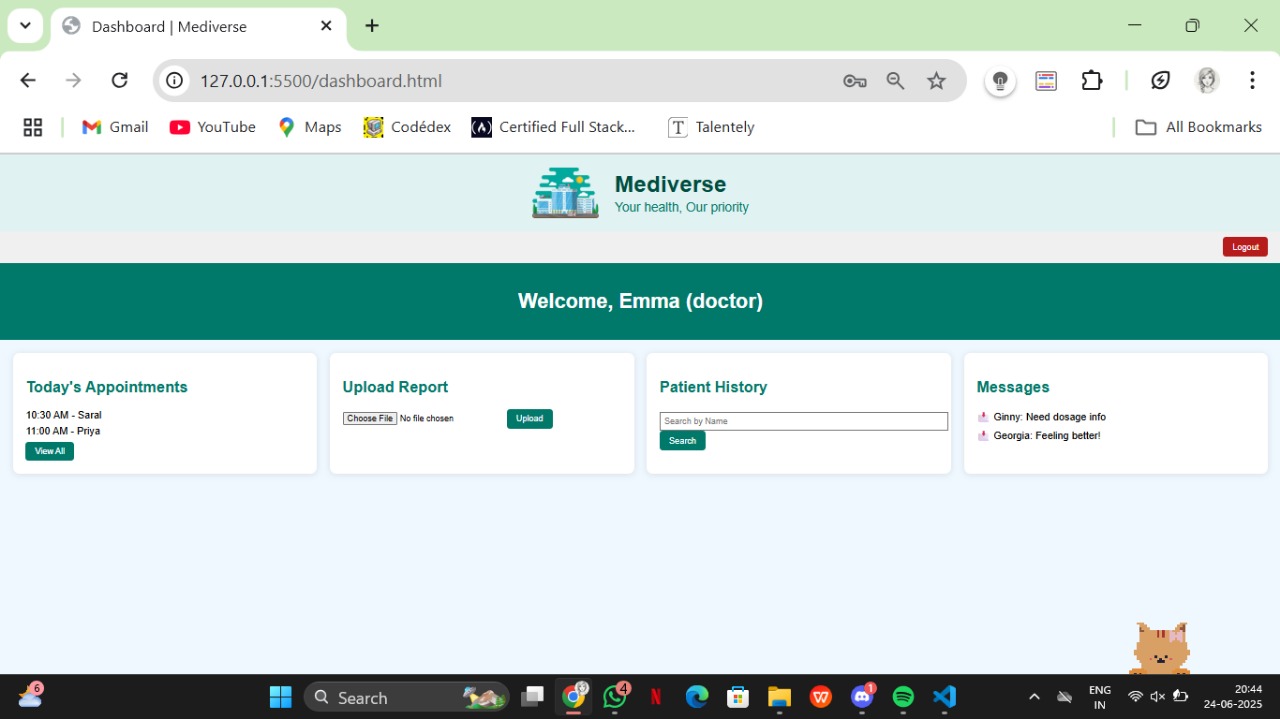 Dashboard | Mediverse
127.0.0.1:5500/dashboard.html
Gmail YouTube Maps Codédex Certified Full Stack... Talentely All Bookmarks
Mediverse
Your health, Our priority
Logout
Welcome, Emma (doctor)
Today's Appointments
10:30 AM - Saral
11:00 AM - Priya
View All
Upload Report
Choose File No file chosen Upload
Patient History
Search by Name
Search
Messages
Ginny: Need dosage info
Georgia: Feeling better!
6
Search
4
1
ENG
IN
20:44
24-06-2025